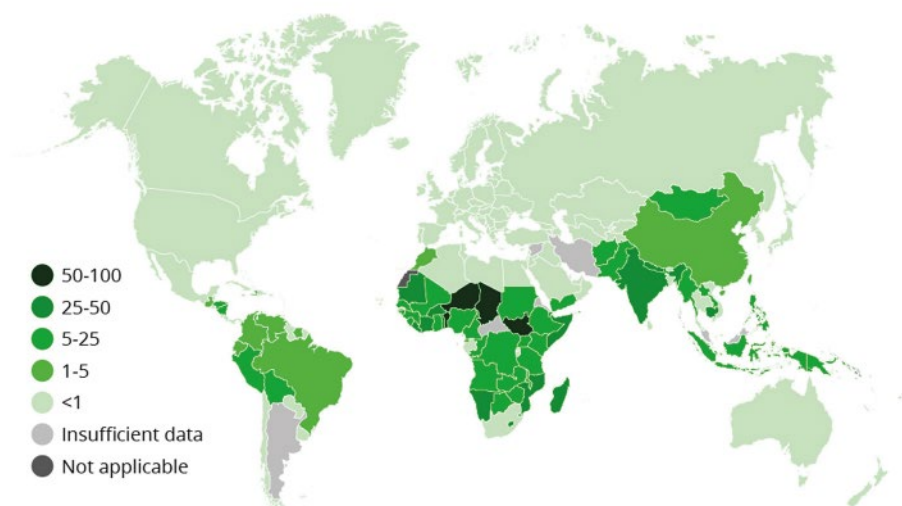 50-100
25-50
5-25
1-5
<1
Insufficient data
Not applicable